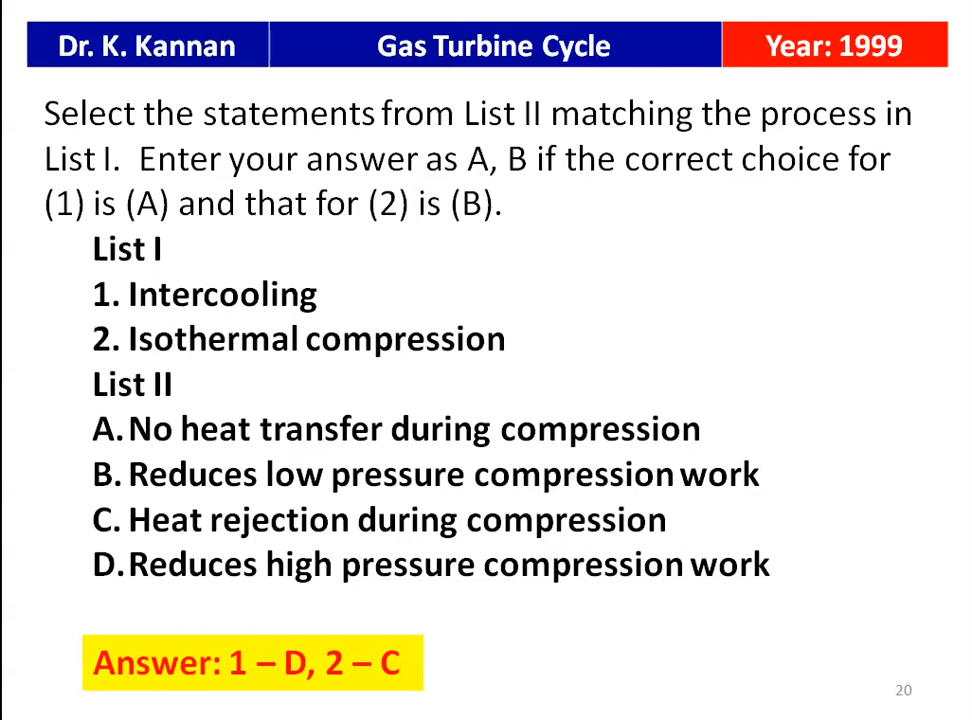 Dr. K. Kannan
Gas Turbine Cycle
Year: 1999
Select the statements from List II matching the process in
List I. Enter your answer as A, B if the correct choice for
(1) is (A) and that for (2) is (B).
List I
1. Intercooling
2. Isothermal compression
List II
A. No heat transfer during compression
B. Reduces low pressure compression work
C. Heat rejection during compression
D. Reduces high pressure compression work
Answer: 1 – D, 2 – C
20